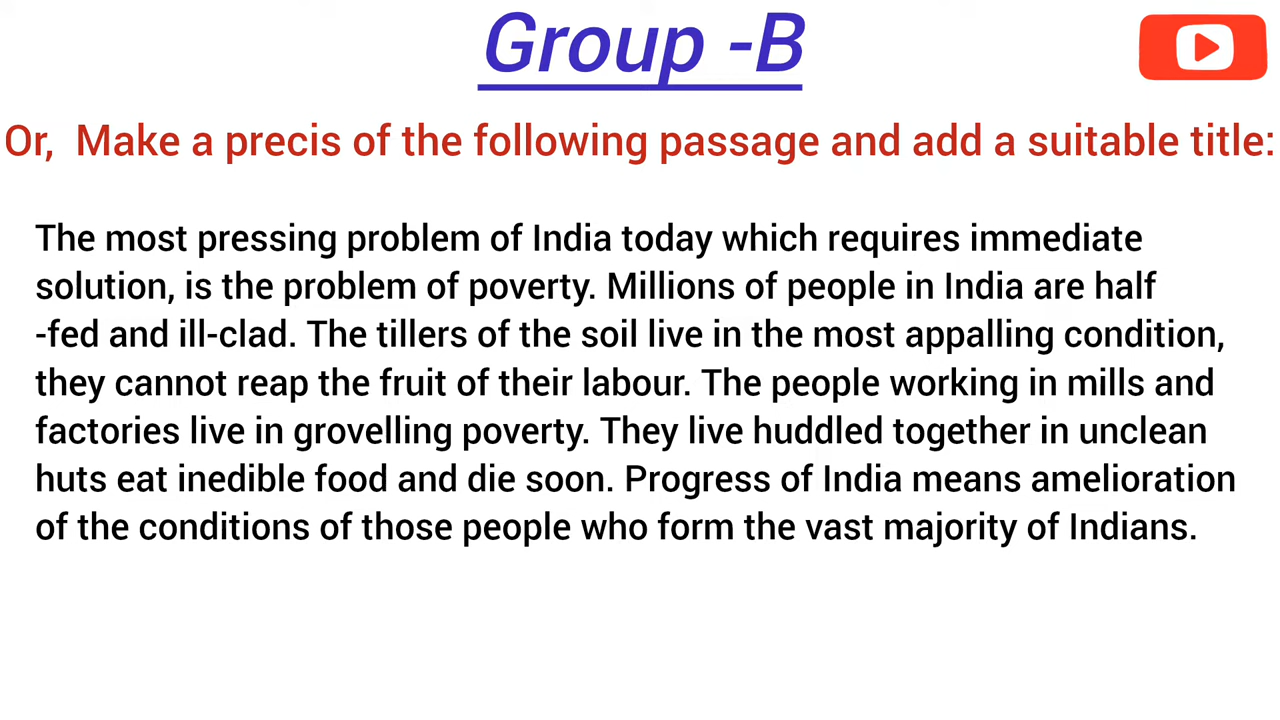 Group -B
Or,  Make a precis of the following passage and add a suitable title:
The most pressing problem of India today which requires immediate
solution, is the problem of poverty. Millions of people in India are half
-fed and ill-clad. The tillers of the soil live in the most appalling condition,
they cannot reap the fruit of their labour. The people working in mills and
factories live in grovelling poverty. They live huddled together in unclean
huts eat inedible food and die soon. Progress of India means amelioration
of the conditions of those people who form the vast majority of Indians.